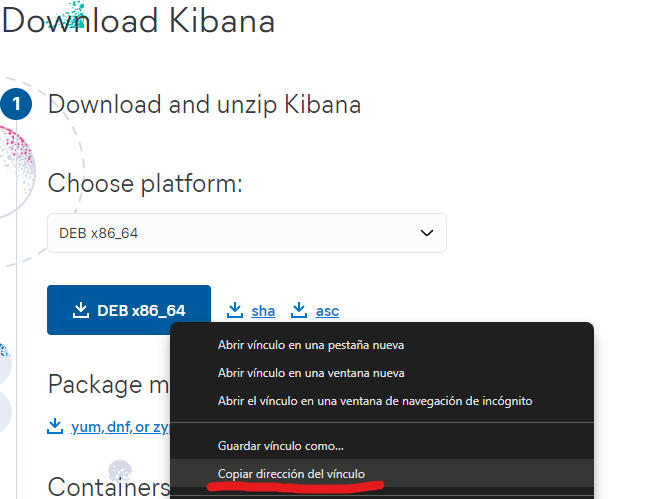 Download Kibana
1 Download and unzip Kibana
Choose platform:
DEB x86_64
DEB x86_64 sha asc
Abrir vínculo en una pestaña nueva
Abrir vínculo en una ventana nueva
Package m
Abrir el vínculo en una ventana de navegación de incógnito
yum, dnf, or zy
Guardar vínculo como...
Copiar dirección del vínculo
Containers